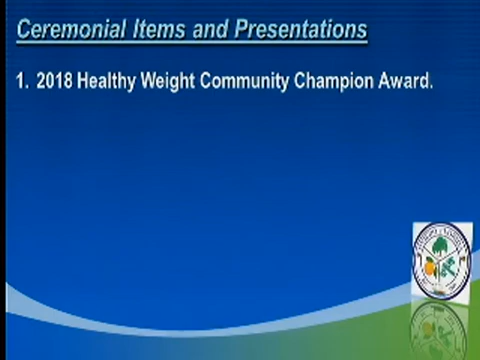 Ceremonial Items and Presentations
1. 2018 Healthy Weight Community Champion Award.